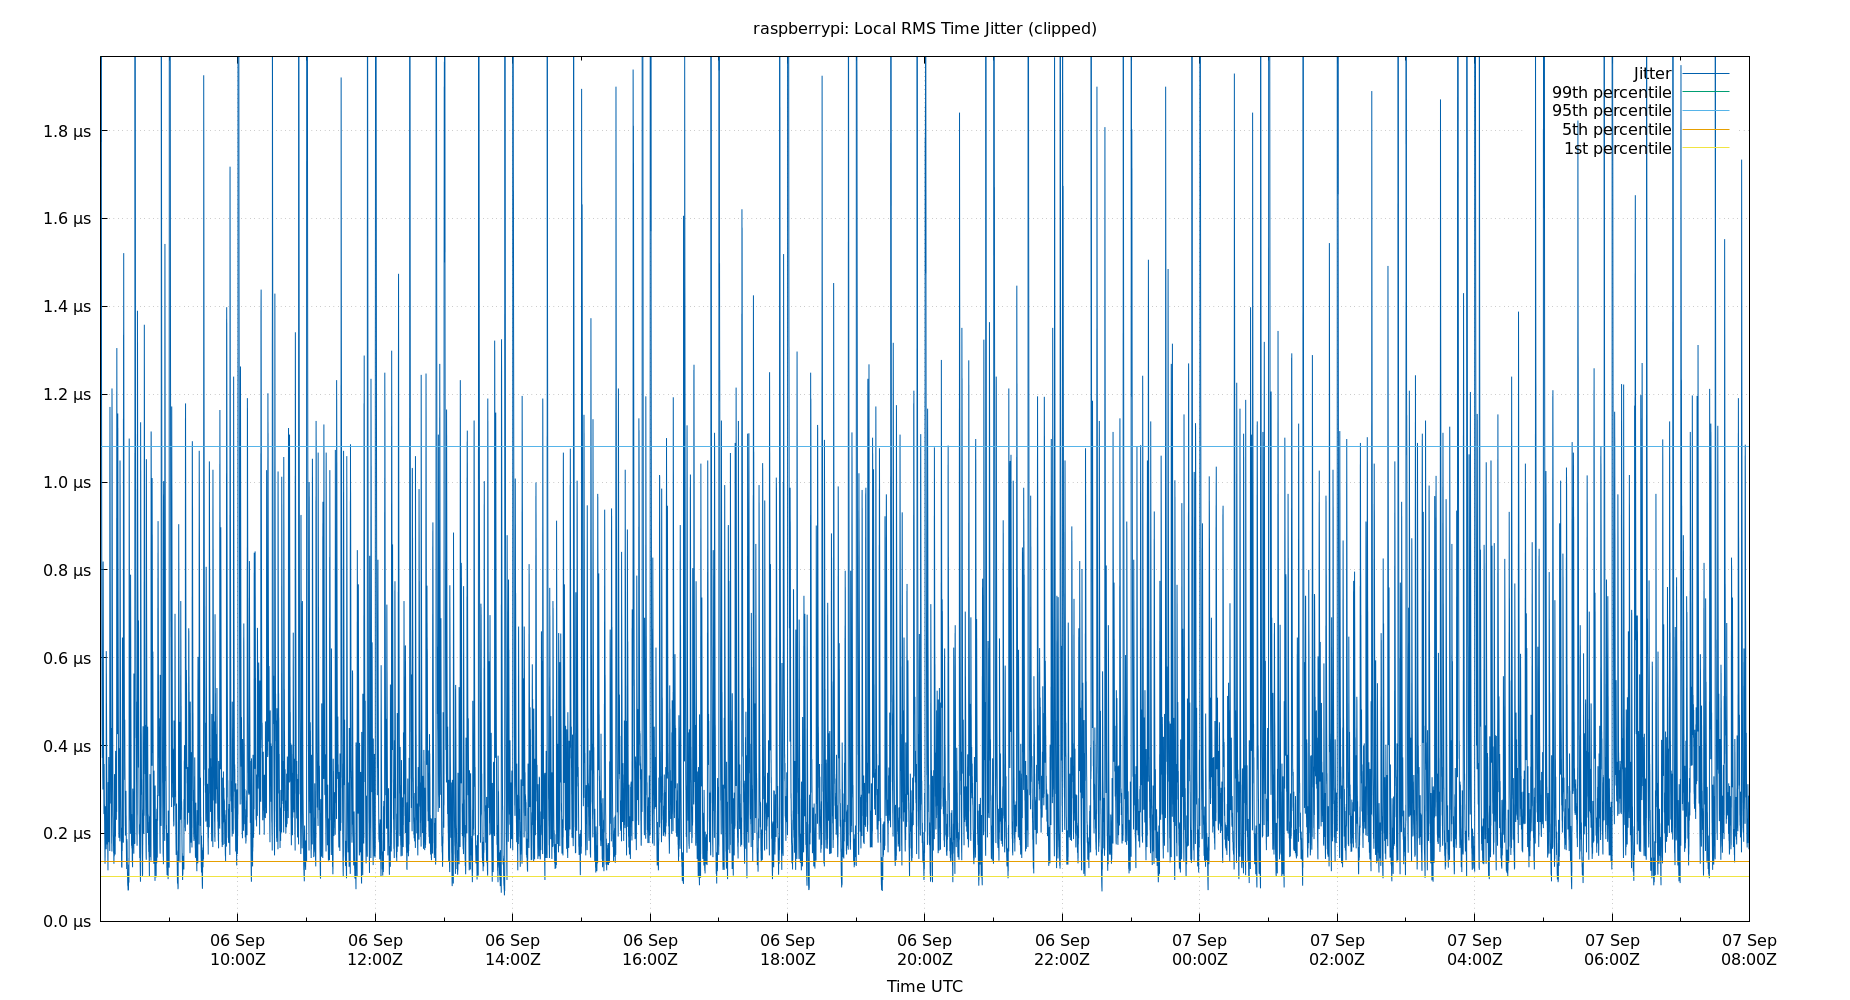 raspberrypi: Local RMS Time Jitter (clipped)
Jitter
99th percentile
95th percentile
5th percentile
1st percentile
1.8 µs
1.6 µs
1.4 µs
1.2 µs
1.0 µs
0.8 µs
0.6 µs
0.4 µs
0.2 µs
0.0 µs
06 Sep 06 Sep 06 Sep 06 Sep 06 Sep 06 Sep 06 Sep 07 Sep 07 Sep 07 Sep 07 Sep 07 Sep
10:00Z 12:00Z 14:00Z 16:00Z 18:00Z 20:00Z 22:00Z 00:00Z 02:00Z 04:00Z 06:00Z 08:00Z
Time UTC